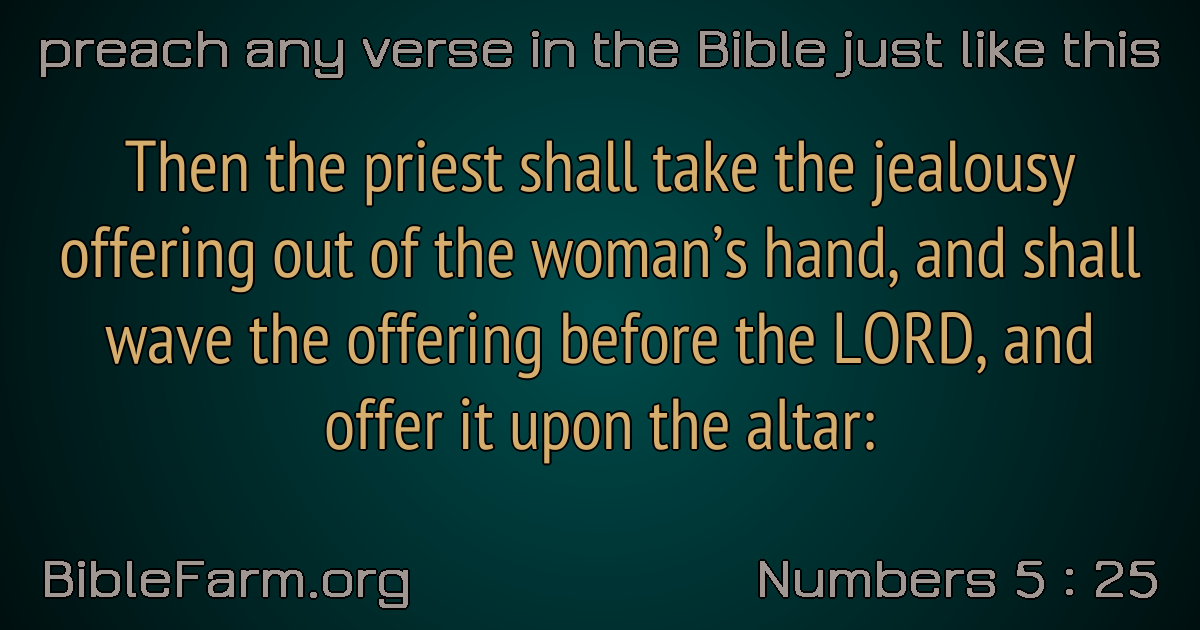 preach any verse in the Bible just like this
Then the priest shall take the jealousy
offering out of the woman’s hand, and shall
wave the offering before the LORD, and
offer it upon the altar:
BibleFarm.org
Numbers 5 : 25